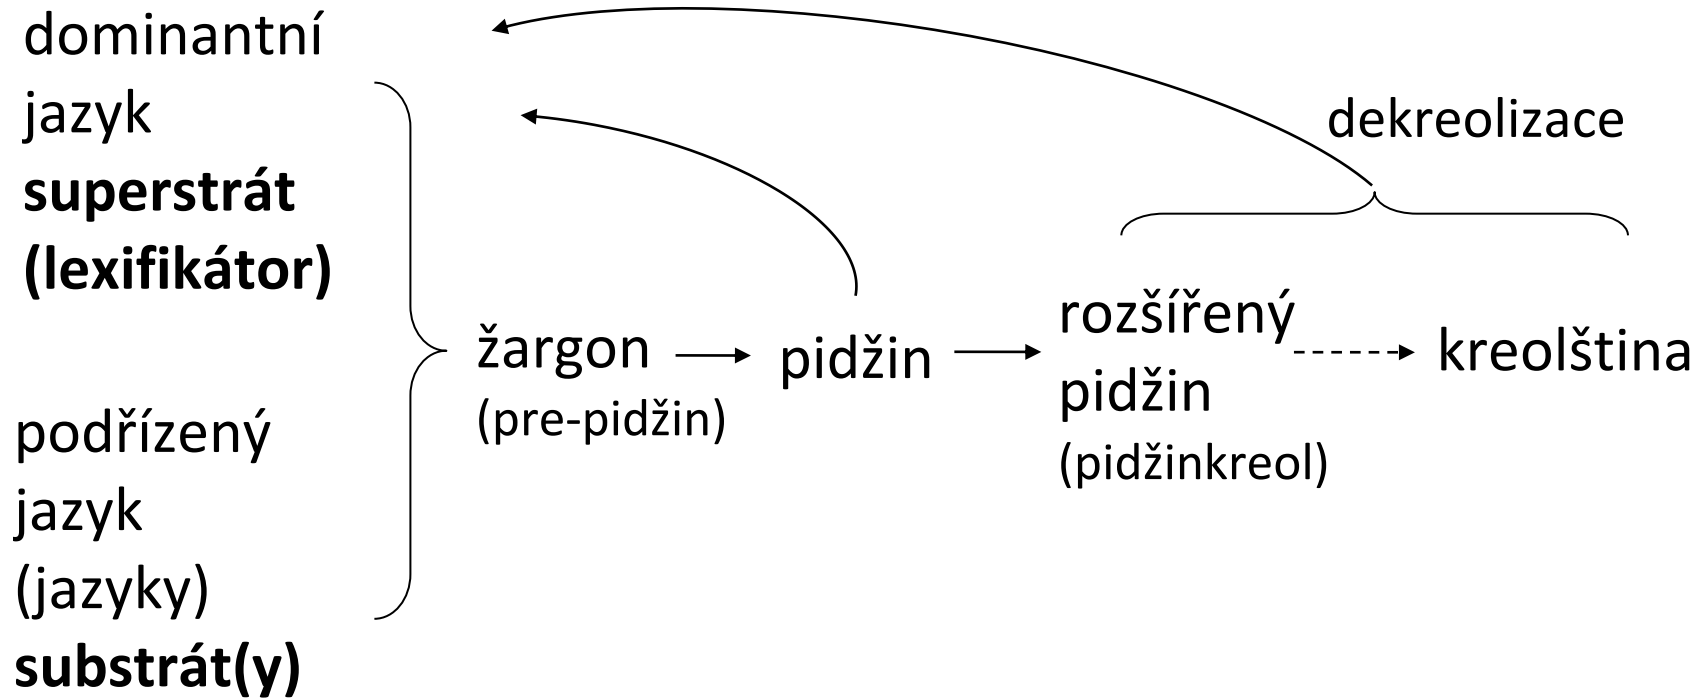 dominantní
jazyk
superstrát
(lexifikátor)
podřízený
jazyk
(jazyky)
substrát(y)
žargon
(pre-pidžin)
pidžin
rozšířený
pidžin
(pidžinkreol)
kreolština
dekreolizace